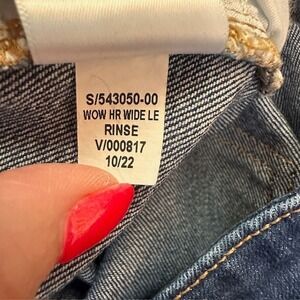 S/543050-00
WOW HR WIDE LE
RINSE
V/000817
10/22